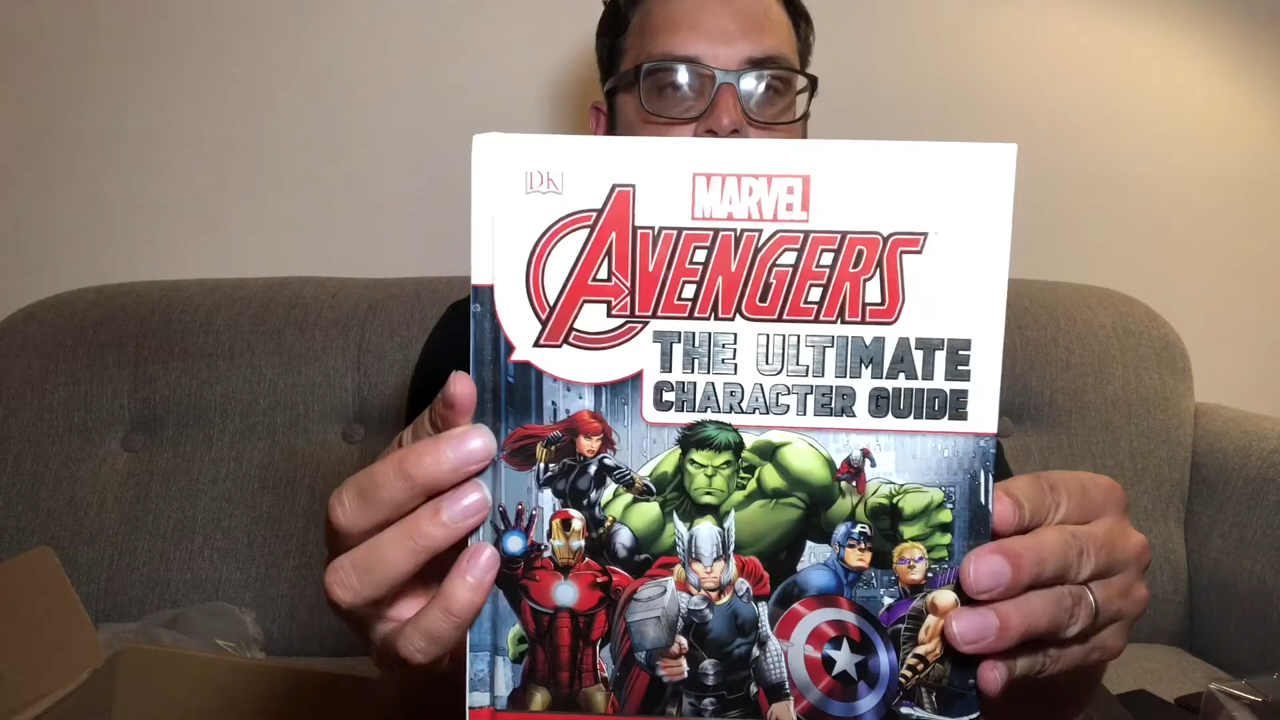 DK
MARVEL
AVENGERS
THE ULTIMATE
CHARACTER GUIDE